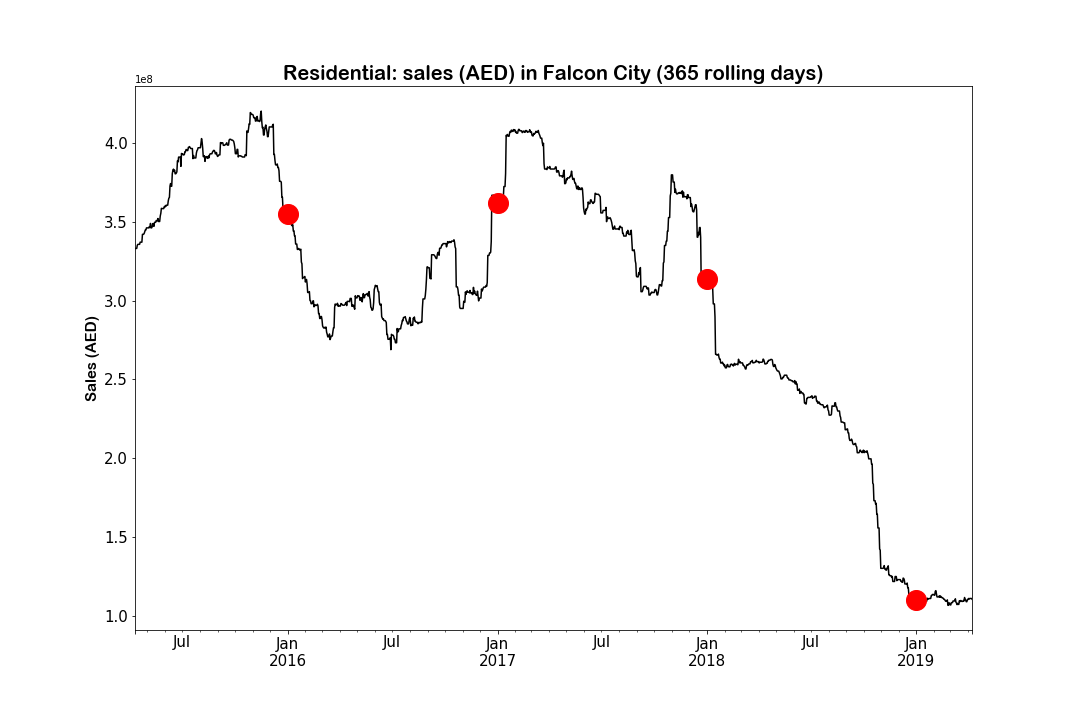 Residential: sales (AED) in Falcon City (365 rolling days)
1e8
4.0
3.5
3.0
2.5
2.0
1.5
1.0
Sales (AED)
Jul Jan Jul Jan Jul Jan Jul Jan
2016 2017 2018 2019